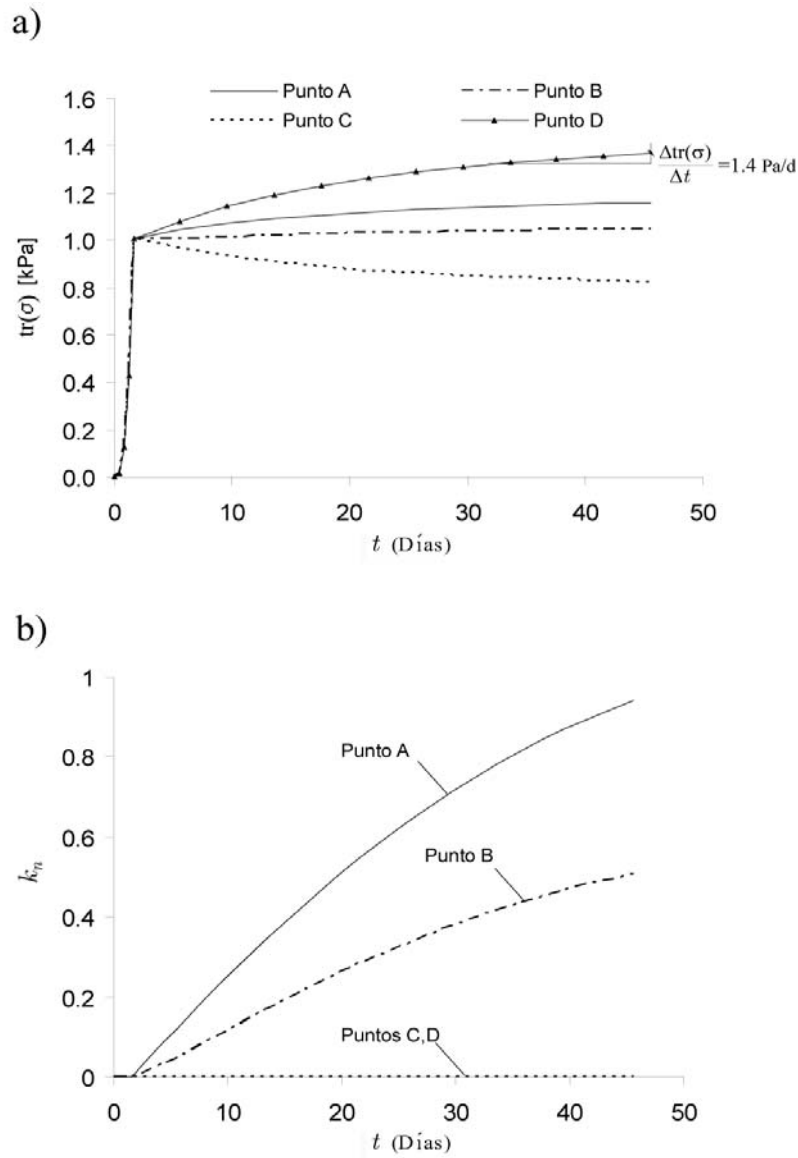 a)
Punto A
Punto B
Punto C
Punto D
1.6
1.4
1.2
1.0
0.8
0.6
0.4
0.2
0.0
tr(σ) [kPa]
Δtr(σ)
Δt
=1.4 Pa/d
0 10 20 30 40 50
t (Días)
b)
1
0.8
0.6
0.4
0.2
0
kn
Punto A
Punto B
Puntos C,D
0 10 20 30 40 50
t (Días)